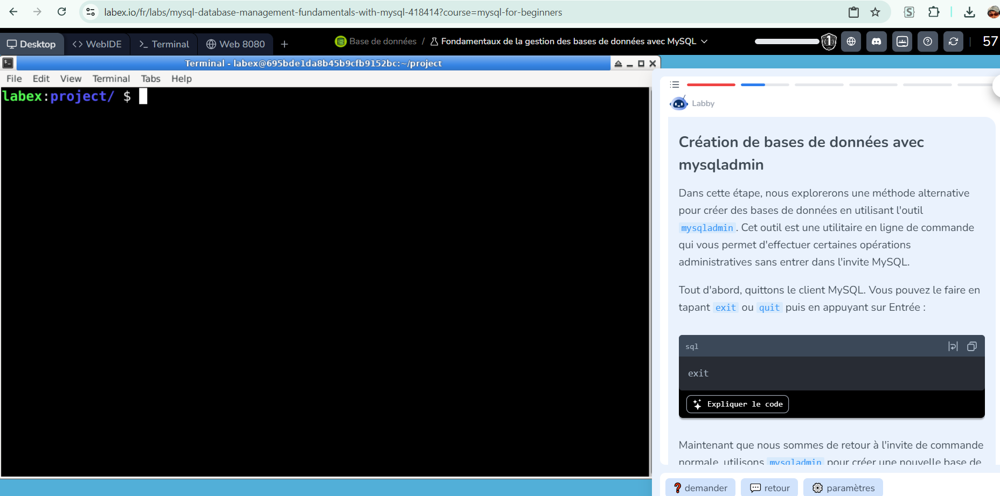 labex.io/fr/labs/mysql-database-management-fundamentals-with-mysql-418414?course=mysql-for-beginners
Desktop
<> WebIDE
>_ Terminal
Web 8080
+
Base de données / Fondamentaux de la gestion des bases de données avec MySQL
1
57
Terminal - labex@695bde1da8b45b9cfb9152bc:~/project
File Edit View Terminal Tabs Help
labex:project/ $
Labby
Création de bases de données avec
mysqladmin
Dans cette étape, nous explorerons une méthode alternative
pour créer des bases de données en utilisant l'outil
mysqladmin. Cet outil est une utilitaire en ligne de commande
qui vous permet d'effectuer certaines opérations
administratives sans entrer dans l'invite MySQL.
Tout d'abord, quittons le client MySQL. Vous pouvez le faire en
tapant exit ou quit puis en appuyant sur Entrée :
sql
exit
Expliquer le code
Maintenant que nous sommes de retour à l'invite de commande
normale, utilisons mysqladmin pour créer une nouvelle base de
demander
retour
paramètres